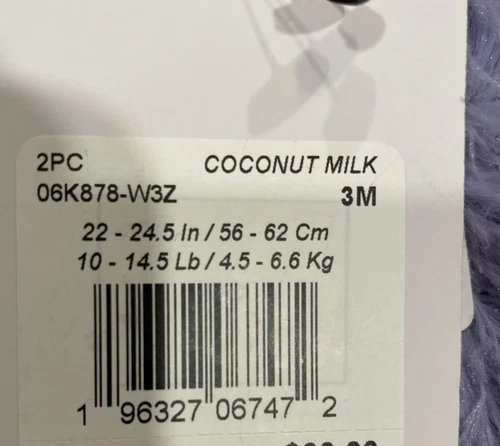 2PC COCONUT MILK
06K878-W3Z 3M
22 - 24.5 In / 56 - 62 Cm
10 - 14.5 Lb / 4.5 - 6.6 Kg
1 96327 06747 2